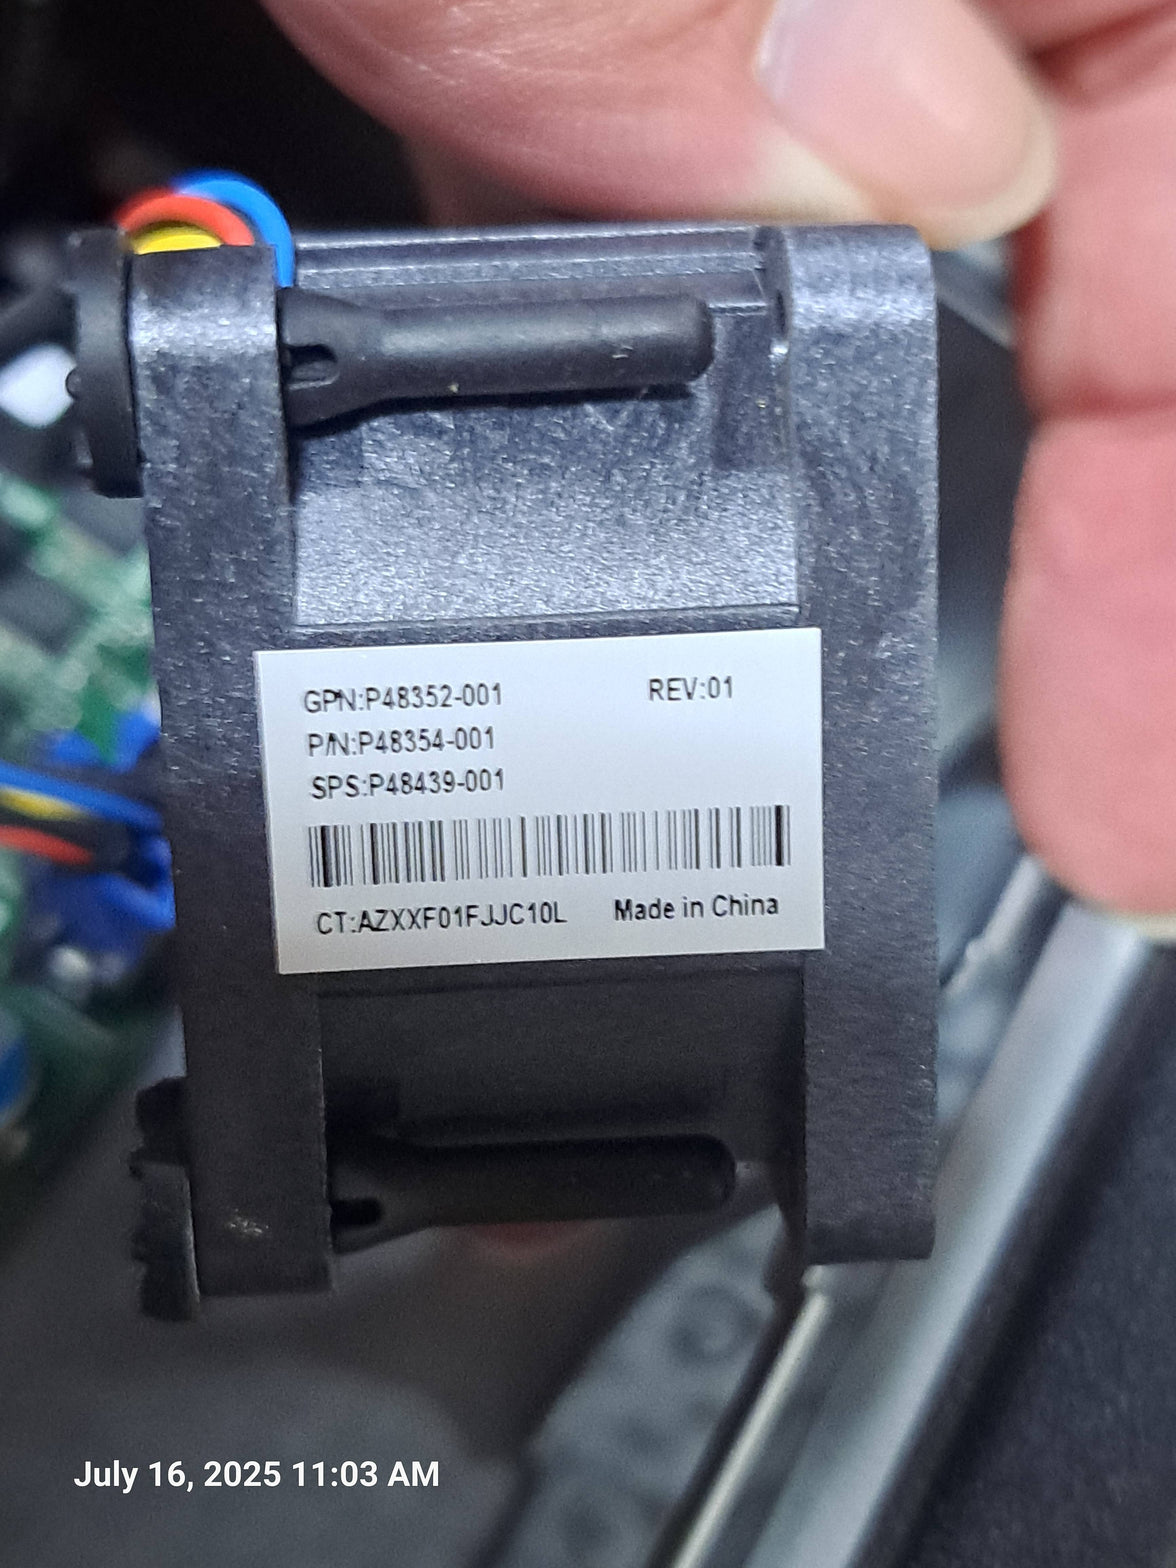 GPN:P48352-001 REV:01
P/N:P48354-001
SPS:P48439-001
CT:AZXXF01FJJC10L Made in China
July 16, 2025 11:03 AM